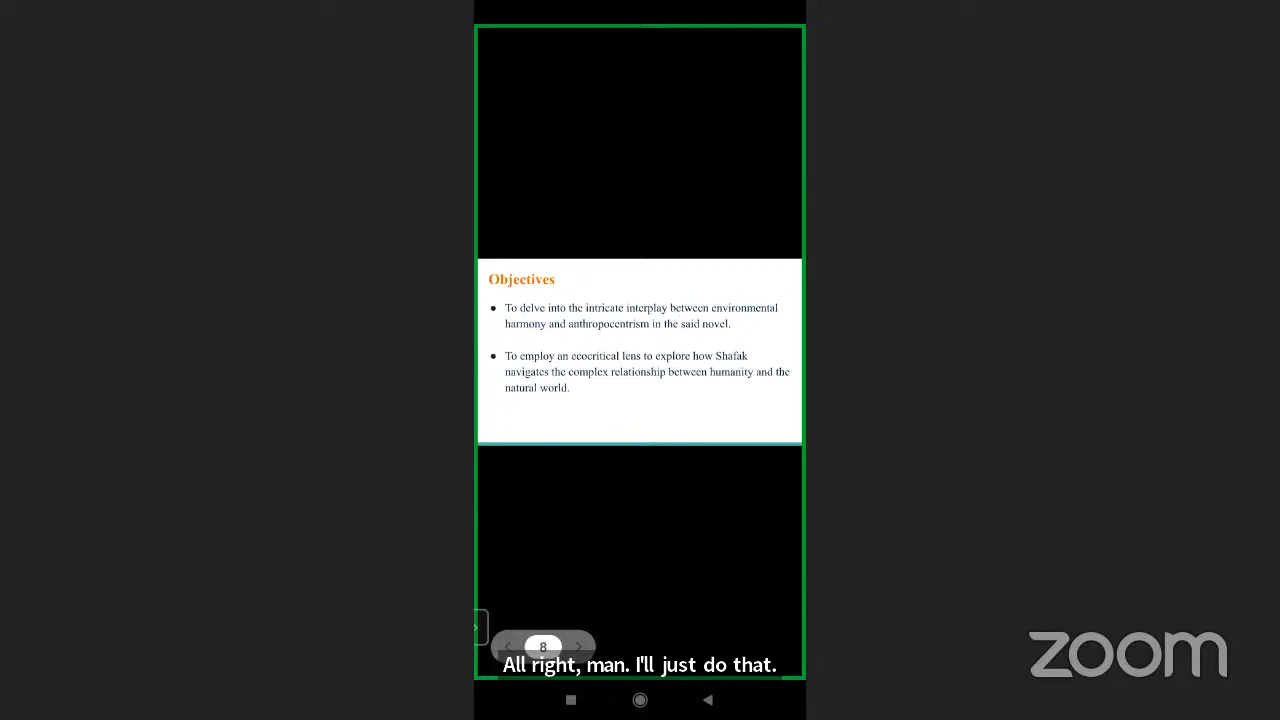 Objectives
● To delve into the intricate interplay between environmental
harmony and anthropocentrism in the said novel.
● To employ an ecocritical lens to explore how Shafak
navigates the complex relationship between humanity and the
natural world.
8
All right, man. I'll just do that.
zoom